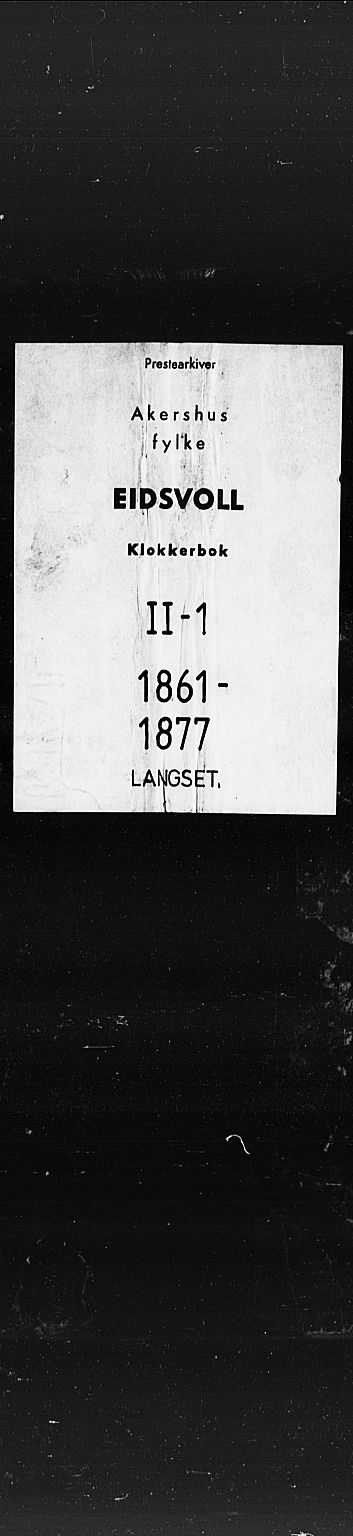 Prestearkiver
Akershus
fylke
EIDSVOLL
Klokkerbok
II-1
1861-
1877
LANGSET.